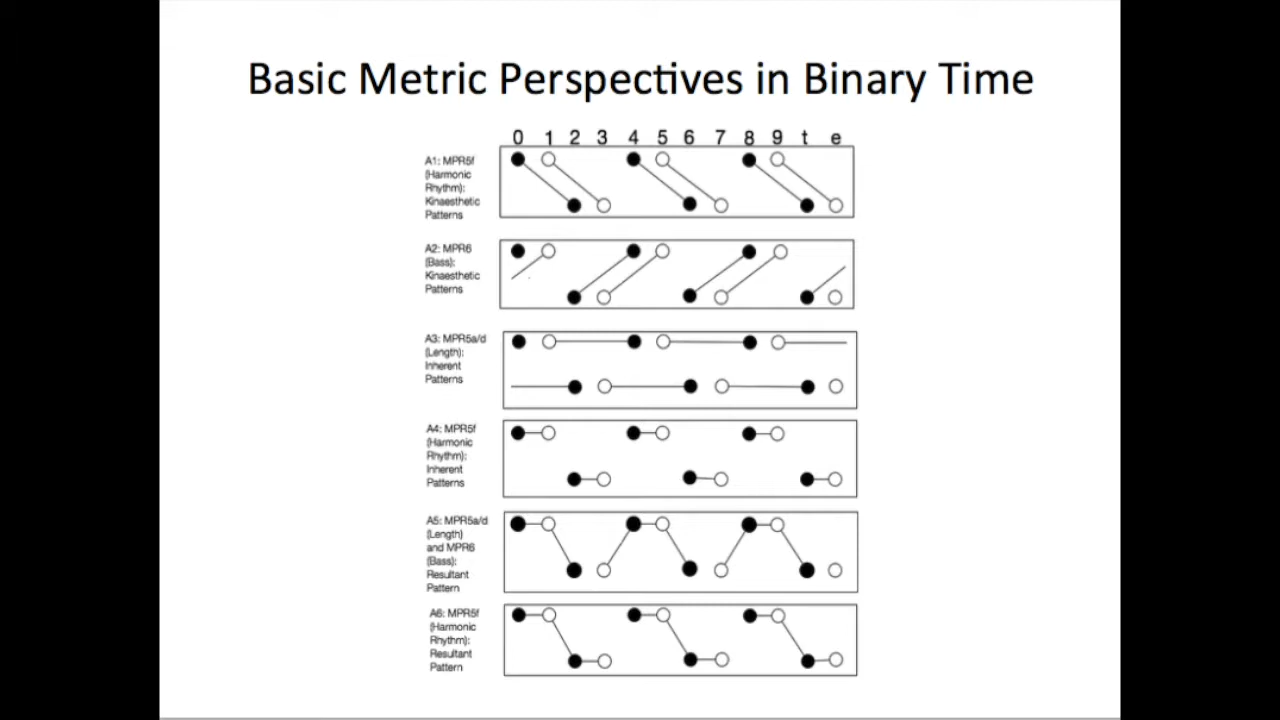 Basic Metric Perspectives in Binary Time
0 1 2 3 4 5 6 7 8 9 t e
A1: MPR5f
(Harmonic
Rhythm):
Kinaesthetic
Patterns
A2: MPR6
(Bass):
Kinaesthetic
Patterns
A3: MPR5a/d
(Length):
Inherent
Patterns
A4: MPR5f
(Harmonic
Rhythm):
Inherent
Patterns
A5: MPR5a/d
(Length)
and MPR6
(Bass):
Resultant
Pattern
A6: MPR5f
(Harmonic
Rhythm):
Resultant
Pattern